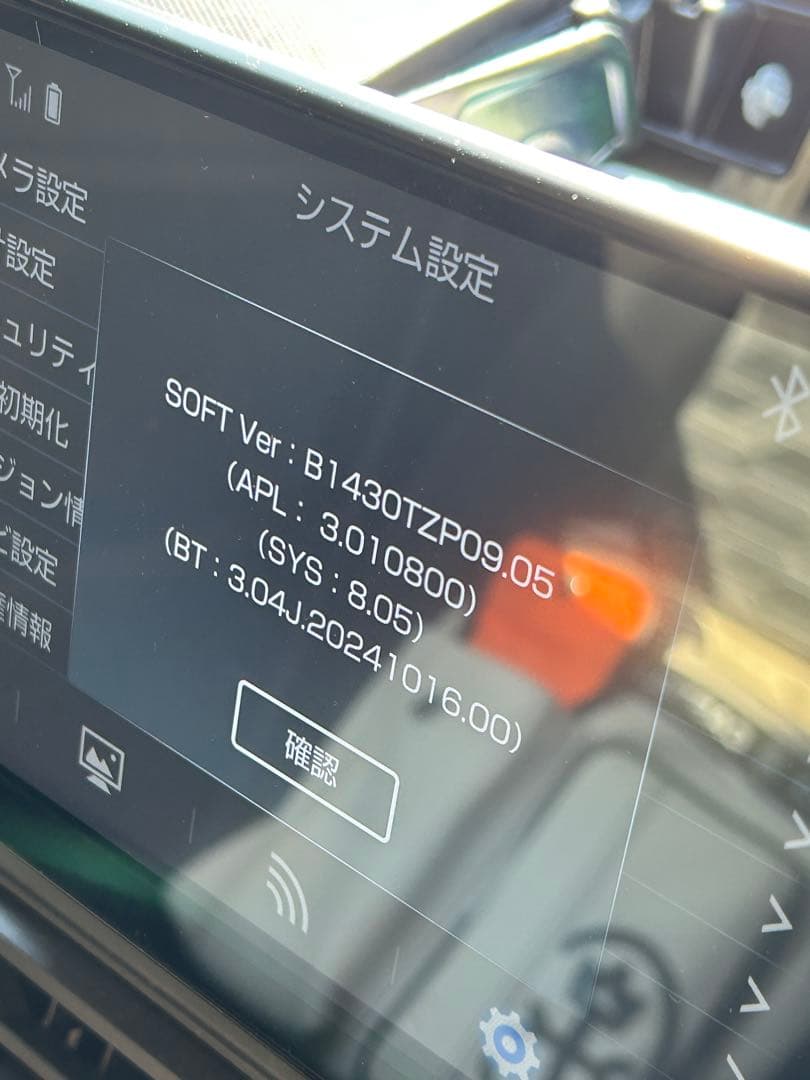 システム設定
メラ設定
設定
ュリティ
初期化
ジョン情
ビ設定
情報
SOFT Ver : B1430TZP09.05
(APL : 3.010800)
(SYS : 8.05)
(BT : 3.04J.20241016.00)
確認